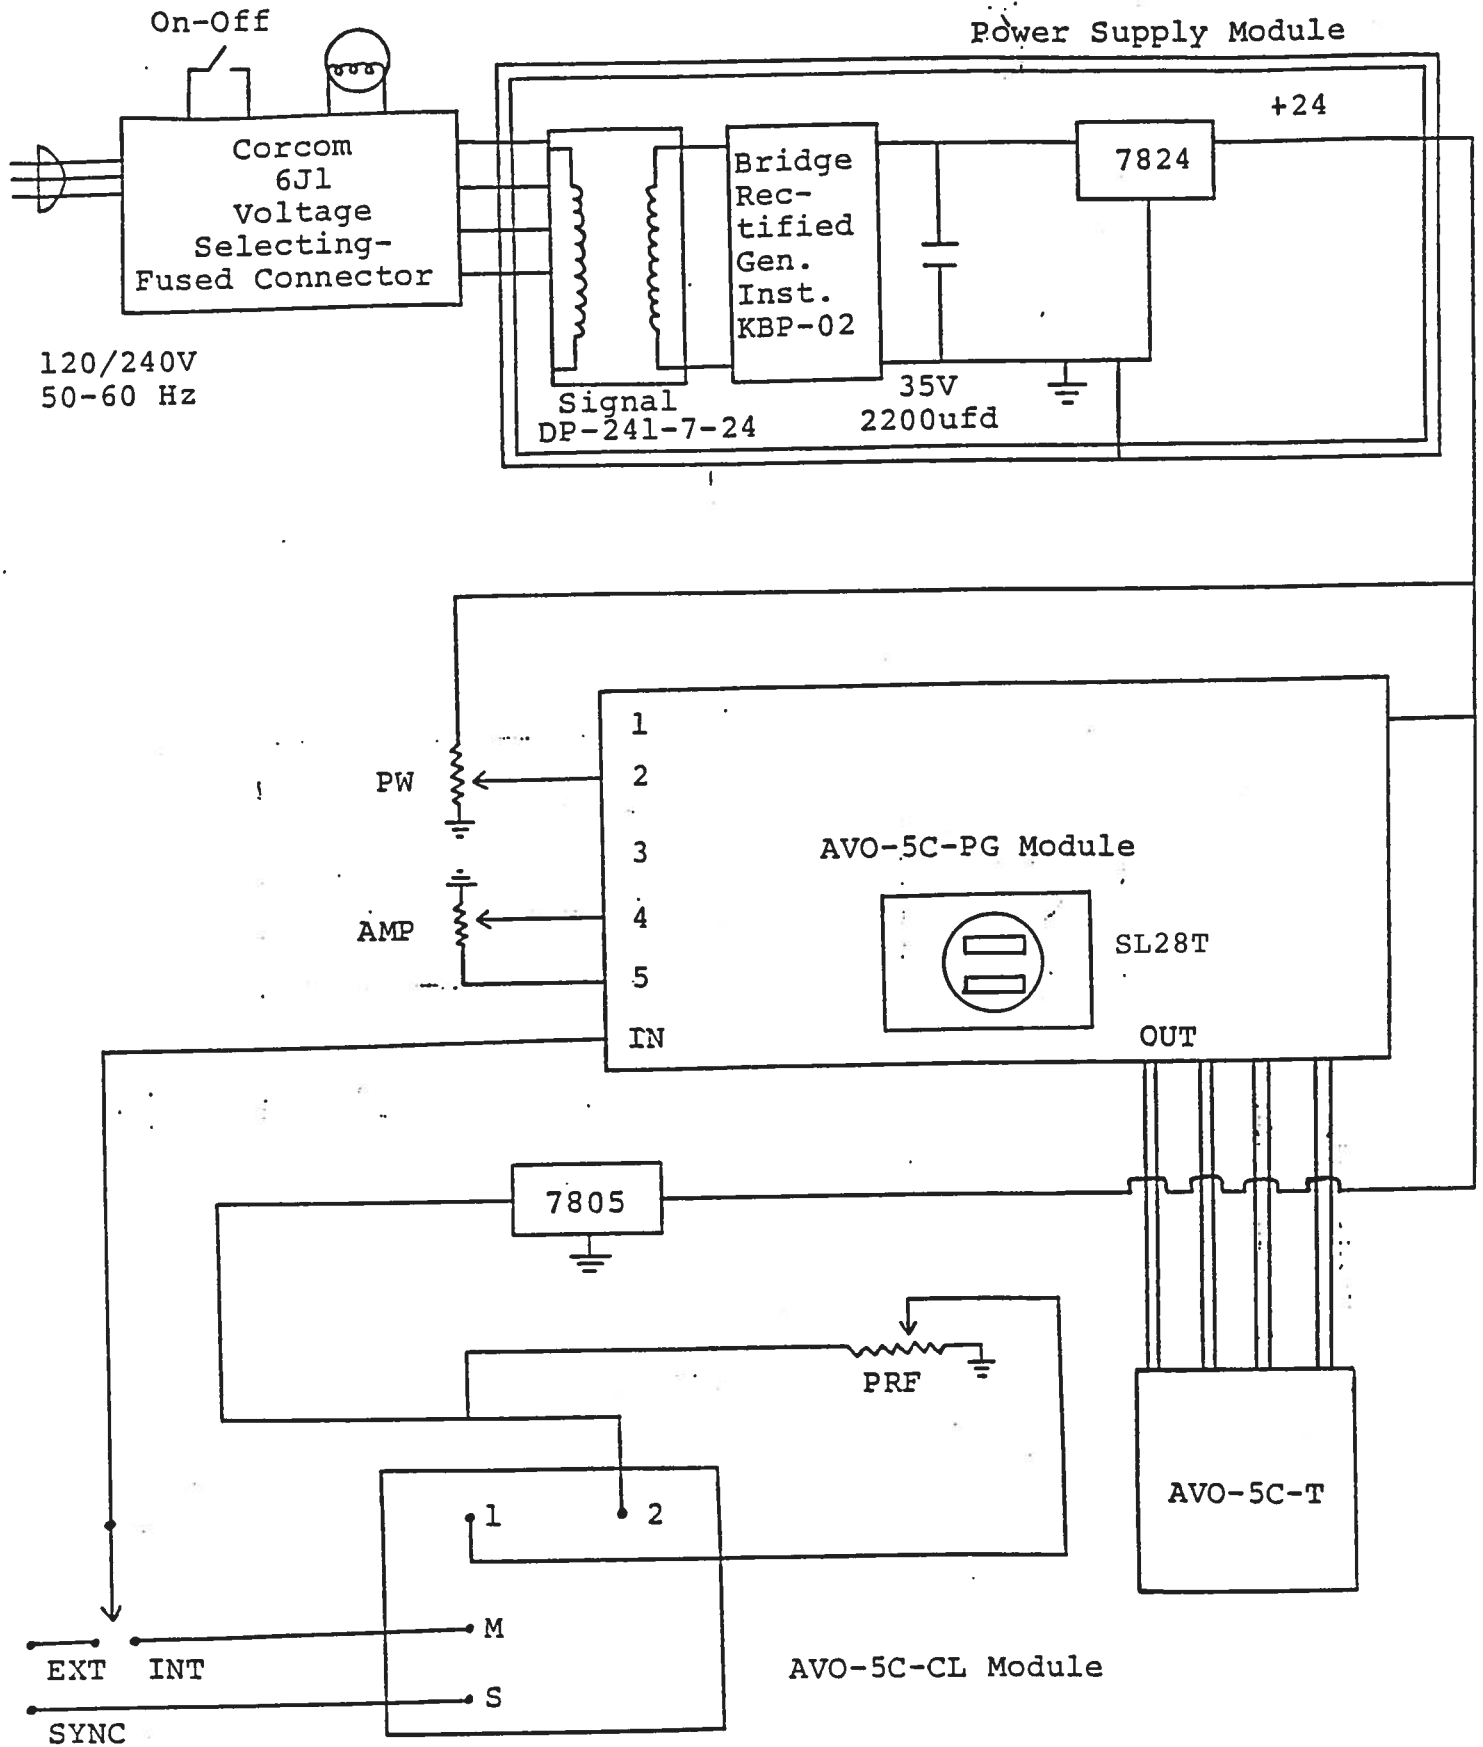 On-Off
Power Supply Module
+24
Corcom
6J1
Voltage
Selecting-
Fused Connector
Bridge
Rec-
tified
Gen.
Inst.
KBP-02
7824
120/240V
50-60 Hz
Signal
DP-241-7-24
35V
2200ufd
1
PW
2
AVO-5C-PG Module
3
AMP
4
SL28T
5
IN
OUT
7805
PRF
1
2
AVO-5C-T
M
EXT
INT
AVO-5C-CL Module
S
SYNC